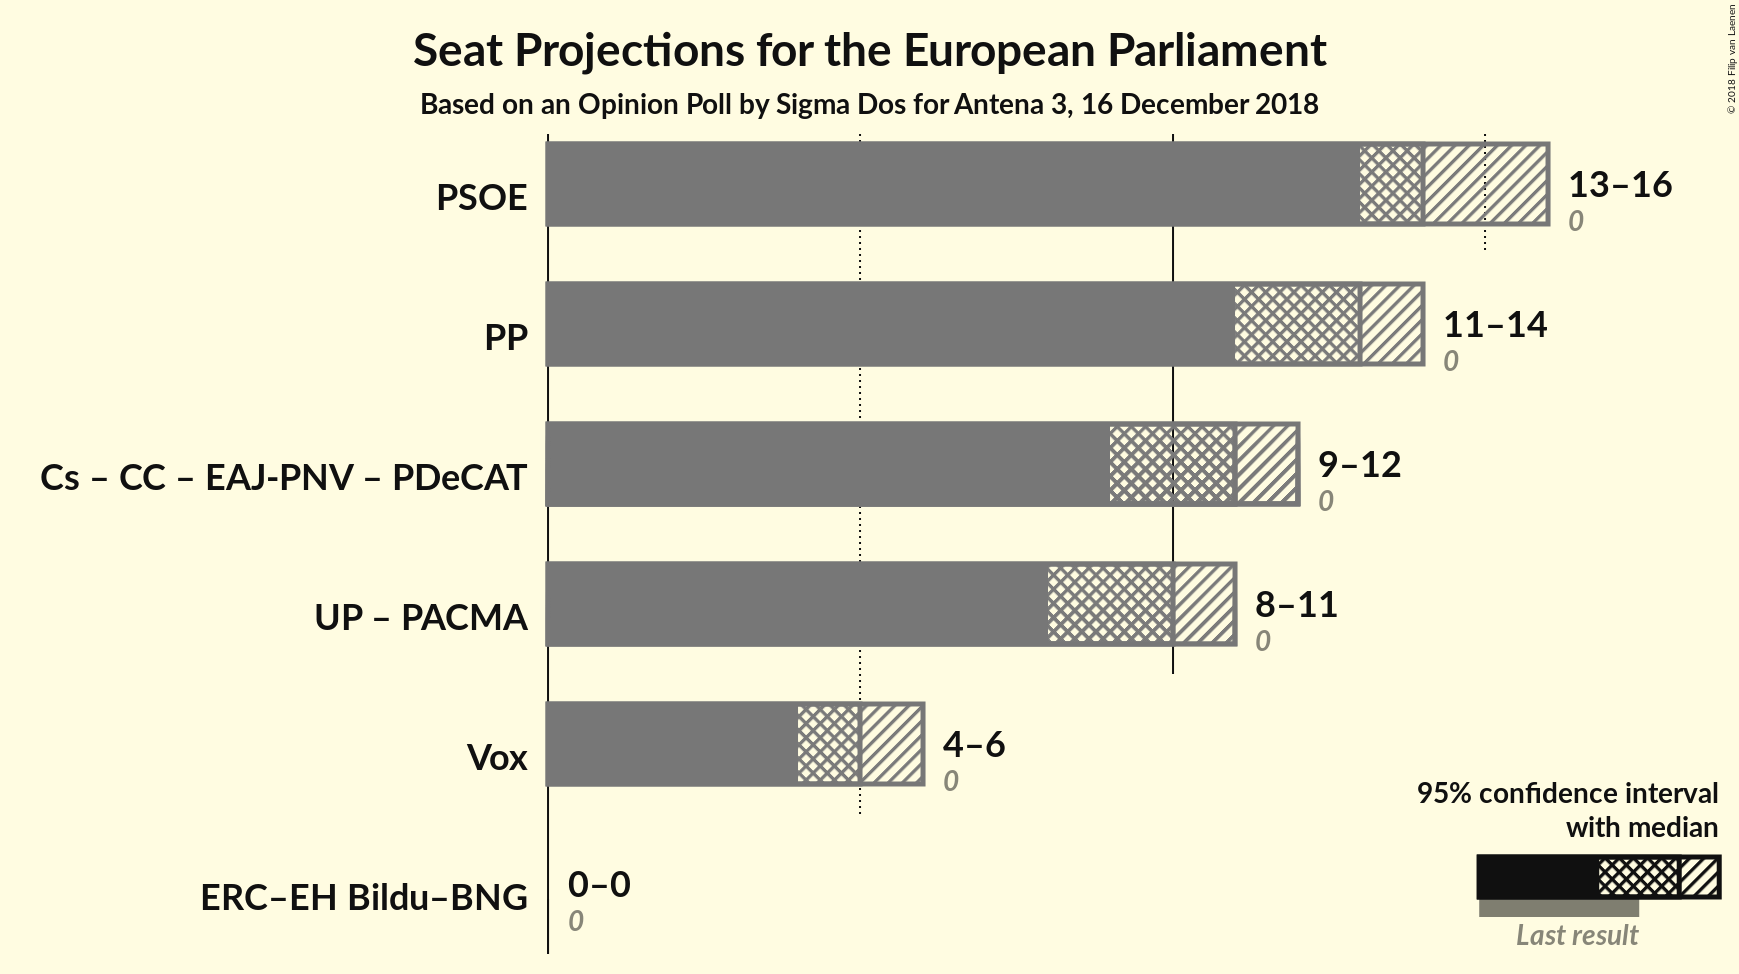 Seat Projections for the European Parliament
Based on an Opinion Poll by Sigma Dos for Antena 3, 16 December 2018
© 2018 Filip van Laenen
PSOE
13–16
0
PP
11–14
0
Cs – CC – EAJ-PNV – PDeCAT
9–12
0
UP – PACMA
8–11
0
Vox
4–6
0
ERC–EH Bildu–BNG
0–0
0
95% confidence interval
with median
Last result